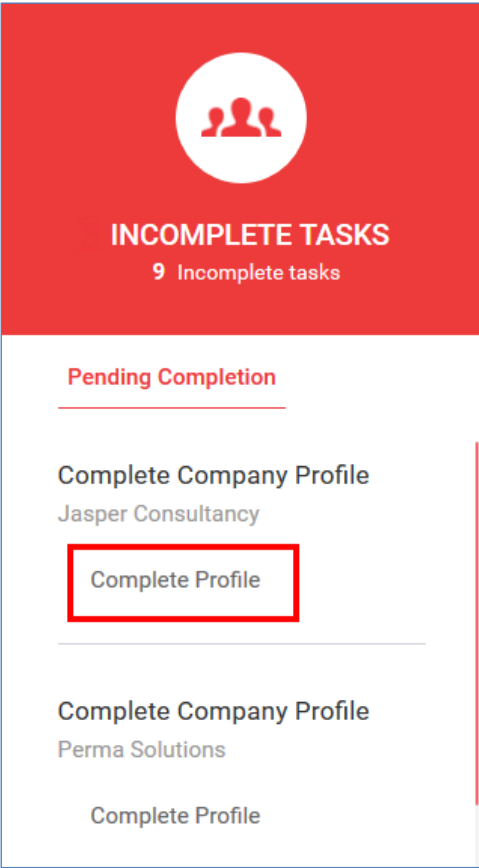 INCOMPLETE TASKS
9 Incomplete tasks
Pending Completion
Complete Company Profile
Jasper Consultancy
Complete Profile
Complete Company Profile
Perma Solutions
Complete Profile